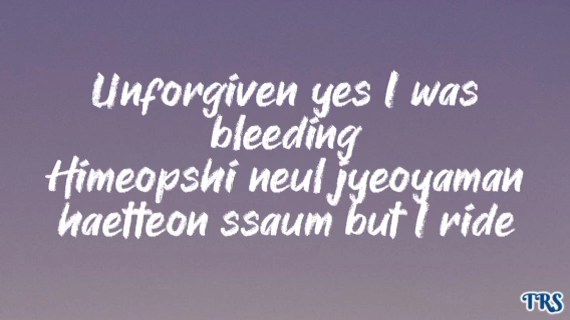 Unforgiven yes I was
bleeding
Himeopshi neul jyeoyaman
haetteon ssaum but I ride
TRS